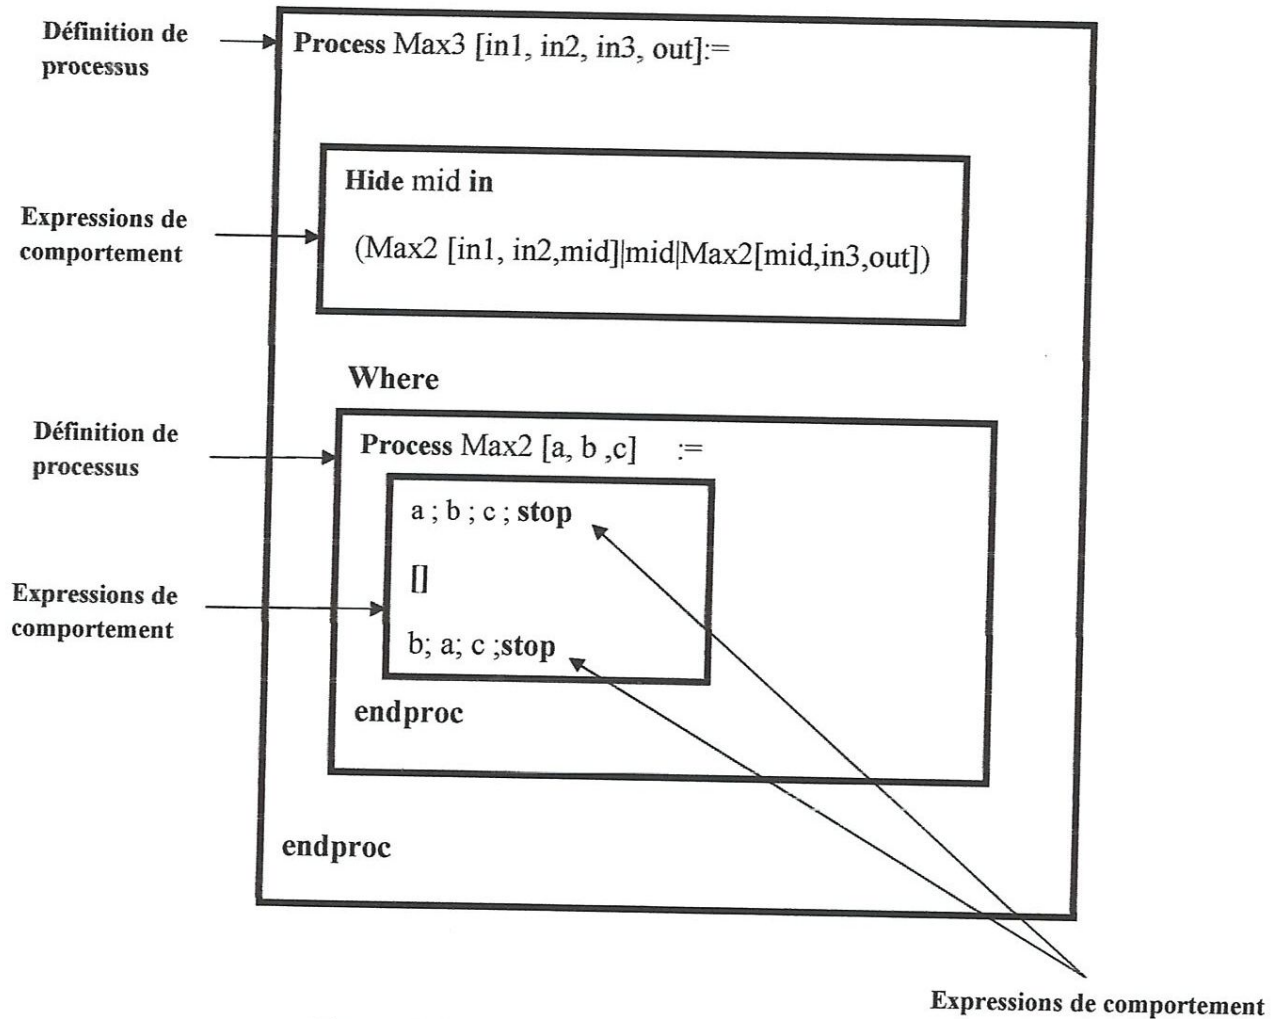 Définition de
processus
Process Max3 [in1, in2, in3, out]:=
Hide mid in
Expressions de
comportement
(Max2 [in1, in2,mid]|mid|Max2[mid,in3,out])
Where
Définition de
processus
Process Max2 [a, b ,c] :=
a ; b ; c ; stop
[]
Expressions de
comportement
b; a; c ;stop
endproc
endproc
Expressions de comportement